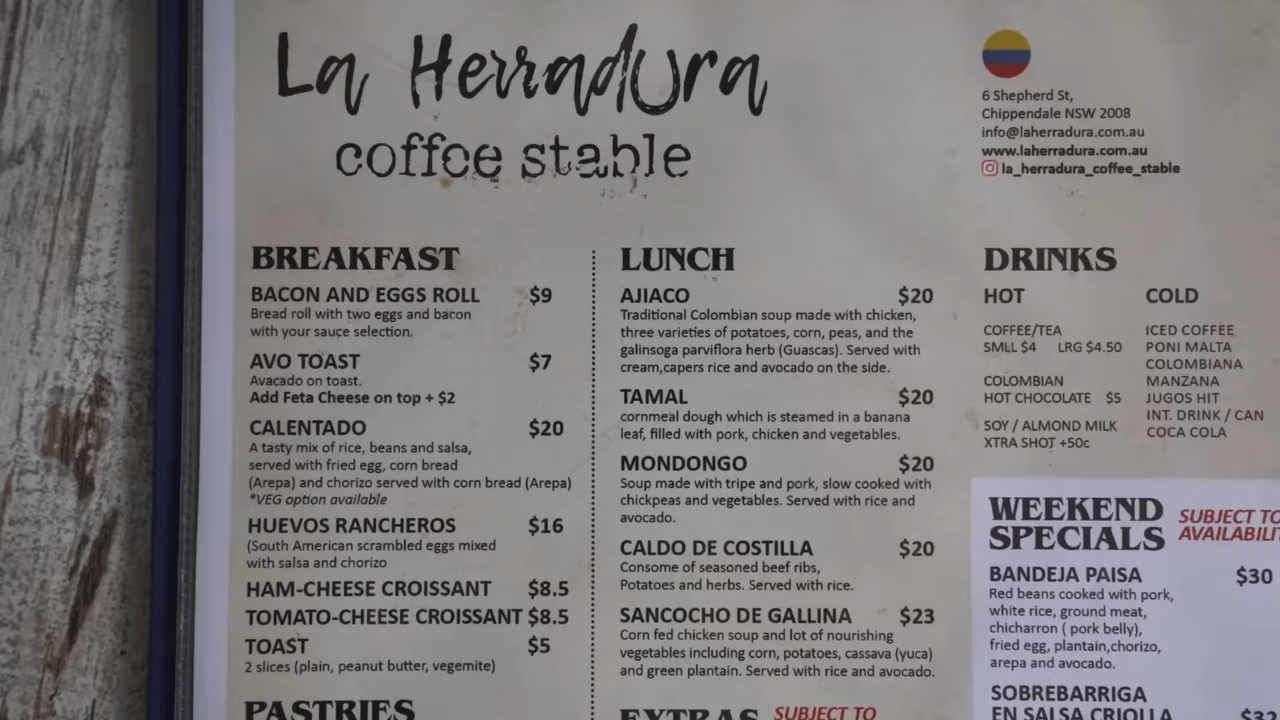 La Herradura
coffee stable
6 Shepherd St,
Chippendale NSW 2008
info@laherradura.com.au
www.laherradura.com.au
la_herradura_coffee_stable
BREAKFAST
BACON AND EGGS ROLL $9
Bread roll with two eggs and bacon
with your sauce selection.
AVO TOAST $7
Avacado on toast.
Add Feta Cheese on top + $2
CALENTADO $20
A tasty mix of rice, beans and salsa,
served with fried egg, corn bread
(Arepa) and chorizo served with corn bread (Arepa)
*VEG option available
HUEVOS RANCHEROS $16
(South American scrambled eggs mixed
with salsa and chorizo
HAM-CHEESE CROISSANT $8.5
TOMATO-CHEESE CROISSANT $8.5
TOAST $5
2 slices (plain, peanut butter, vegemite)
PASTRIES
LUNCH
AJIACO $20
Traditional Colombian soup made with chicken,
three varieties of potatoes, corn, peas, and the
galinsoga parviflora herb (Guascas). Served with
cream,capers rice and avocado on the side.
TAMAL $20
cornmeal dough which is steamed in a banana
leaf, filled with pork, chicken and vegetables.
MONDONGO $20
Soup made with tripe and pork, slow cooked with
chickpeas and vegetables. Served with rice and
avocado.
CALDO DE COSTILLA $20
Consome of seasoned beef ribs,
Potatoes and herbs. Served with rice.
SANCOCHO DE GALLINA $23
Corn fed chicken soup and lot of nourishing
vegetables including corn, potatoes, cassava (yuca)
and green plantain. Served with rice and avocado.
EXTRAS SUBJECT TO
DRINKS
HOT
COFFEE/TEA
SMLL $4 LRG $4.50
COLOMBIAN
HOT CHOCOLATE $5
SOY / ALMOND MILK
XTRA SHOT +50c
COLD
ICED COFFEE
PONI MALTA
COLOMBIANA
MANZANA
JUGOS HIT
INT. DRINK / CAN
COCA COLA
WEEKEND
SPECIALS
SUBJECT TO
AVAILABILI
BANDEJA PAISA $30
Red beans cooked with pork,
white rice, ground meat,
chicharron ( pork belly),
fried egg, plantain,chorizo,
arepa and avocado.
SOBREBARRIGA
EN SALSA CRIOLLA $32